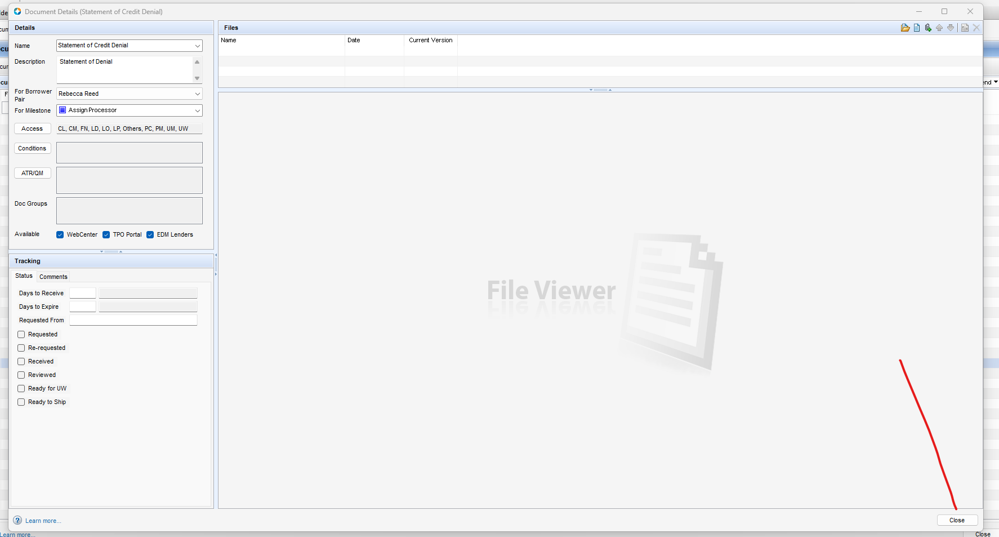 Document Details (Statement of Credit Denial)
Details
Name
Statement of Credit Denial
Description
Statement of Denial
For Borrower Pair
Rebecca Reed
For Milestone
Assign Processor
Access
CL, CM, FN, LD, LO, LP, Others, PC, PM, UM, UW
Conditions
ATR/QM
Doc Groups
Available
WebCenter
TPO Portal
EDM Lenders
Tracking
Status
Comments
Days to Receive
Days to Expire
Requested From
Requested
Re-requested
Received
Reviewed
Ready for UW
Ready to Ship
Files
Name
Date
Current Version
File Viewer
Learn more...
Close
Learn more...
Close